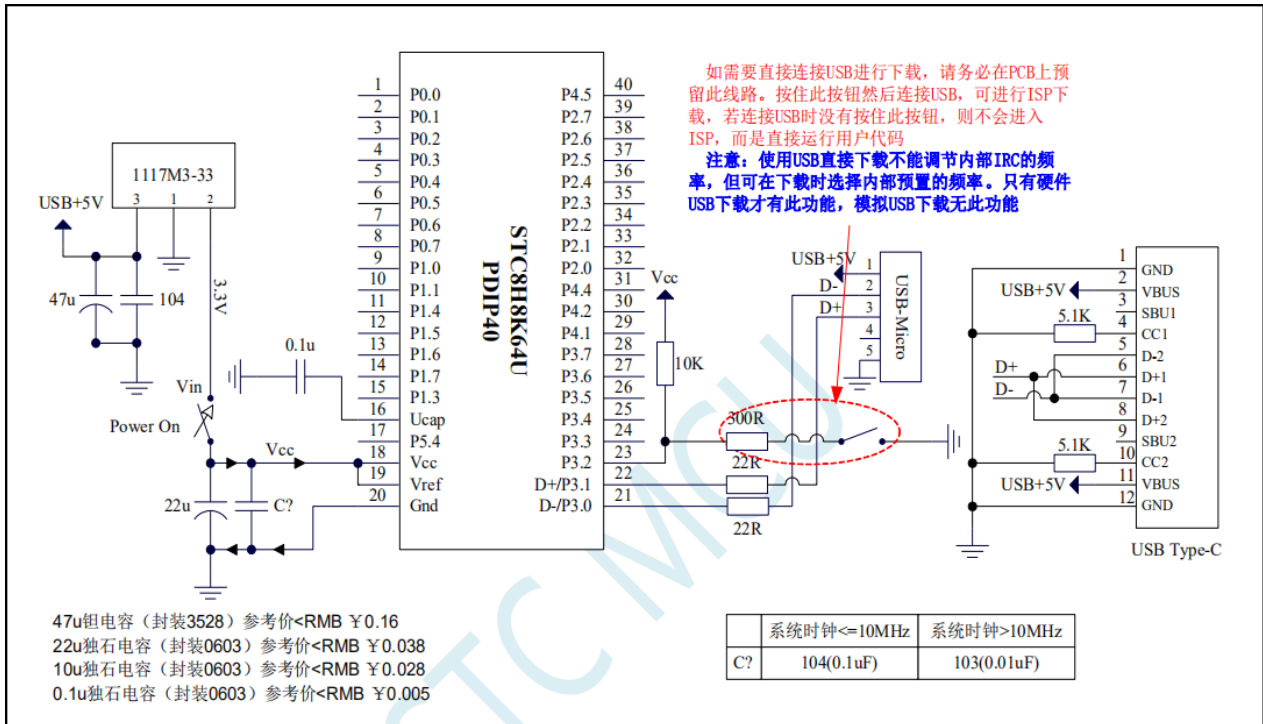 如需要直接连接USB进行下载，请务必在PCB上预
留此线路。按住此按钮然后连接USB，可进行ISP下
载，若连接USB时没有按住此按钮，则不会进入
ISP，而是直接运行用户代码
注意：使用USB直接下载不能调节内部IRC的频
率，但可在下载时选择内部预置的频率。只有硬件
USB下载才有此功能，模拟USB下载无此功能
1117M3-33
3 1 2
USB+5V
47u
104
3.3V
0.1u
Vin
Power On
Vcc
22u
C?
STC8H8K64U
PDIP40
1 P0.0
2 P0.1
3 P0.2
4 P0.3
5 P0.4
6 P0.5
7 P0.6
8 P0.7
9 P1.0
10 P1.1
11 P1.4
12 P1.5
13 P1.6
14 P1.7
15 P1.3
16 Ucap
17 P5.4
18 Vcc
19 Vref
20 Gnd
P4.5 40
P2.7 39
P2.6 38
P2.5 37
P2.4 36
P2.3 35
P2.2 34
P2.1 33
P2.0 32
P4.4 31
P4.2 30
P4.1 29
P3.7 28
P3.6 27
P3.5 26
P3.4 25
P3.3 24
P3.2 23
D+/P3.1 22
D-/P3.0 21
Vcc
10K
300R
22R
22R
USB+5V 1
D- 2
D+ 3
4
5
USB-Micro
1 GND
USB+5V 2 VBUS
3 SBU1
5.1K 4 CC1
5 D-2
D+ 6 D+1
D- 7 D-1
8 D+2
9 SBU2
5.1K 10 CC2
USB+5V 11 VBUS
12 GND
USB Type-C
STC MCU
47u钽电容（封装3528）参考价<RMB ￥0.16
22u独石电容（封装0603）参考价<RMB ￥0.038
10u独石电容（封装0603）参考价<RMB ￥0.028
0.1u独石电容（封装0603）参考价<RMB ￥0.005
系统时钟<=10MHz 系统时钟>10MHz
C? 104(0.1uF) 103(0.01uF)